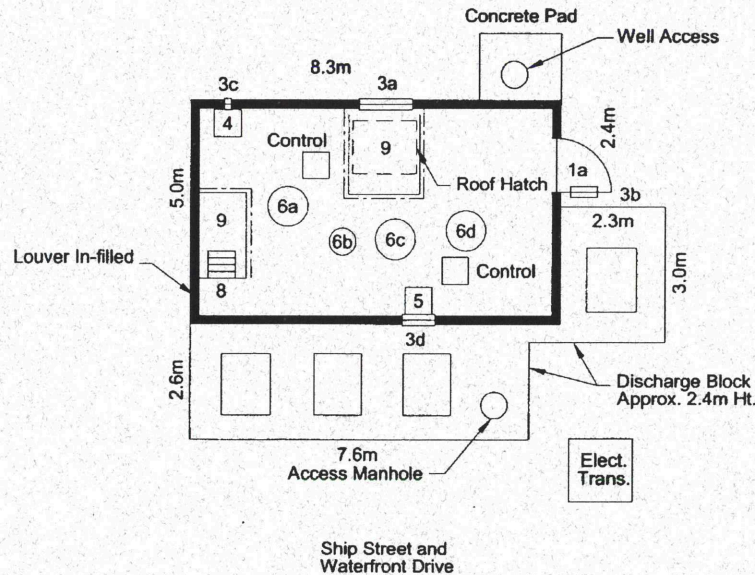 Concrete Pad
Well Access
8.3m
3c
3a
4
Control
9
2.4m
1a
Roof Hatch
3b
5.0m
9
6a
6b
6c
6d
2.3m
Louver In-filled
8
Control
5
3d
3.0m
2.6m
Discharge Block
Approx. 2.4m Ht.
7.6m
Access Manhole
Elect.
Trans.
Ship Street and
Waterfront Drive